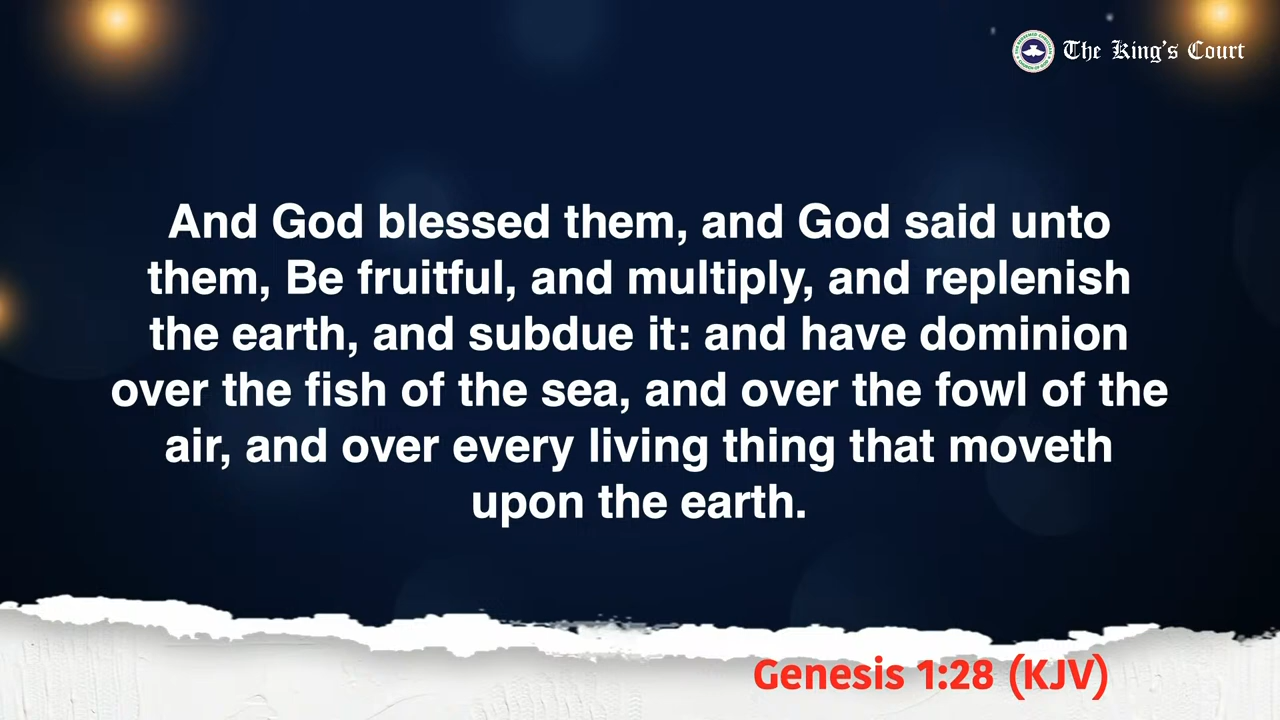 The King's Court
And God blessed them, and God said unto
them, Be fruitful, and multiply, and replenish
the earth, and subdue it: and have dominion
over the fish of the sea, and over the fowl of the
air, and over every living thing that moveth
upon the earth.
Genesis 1:28 (KJV)